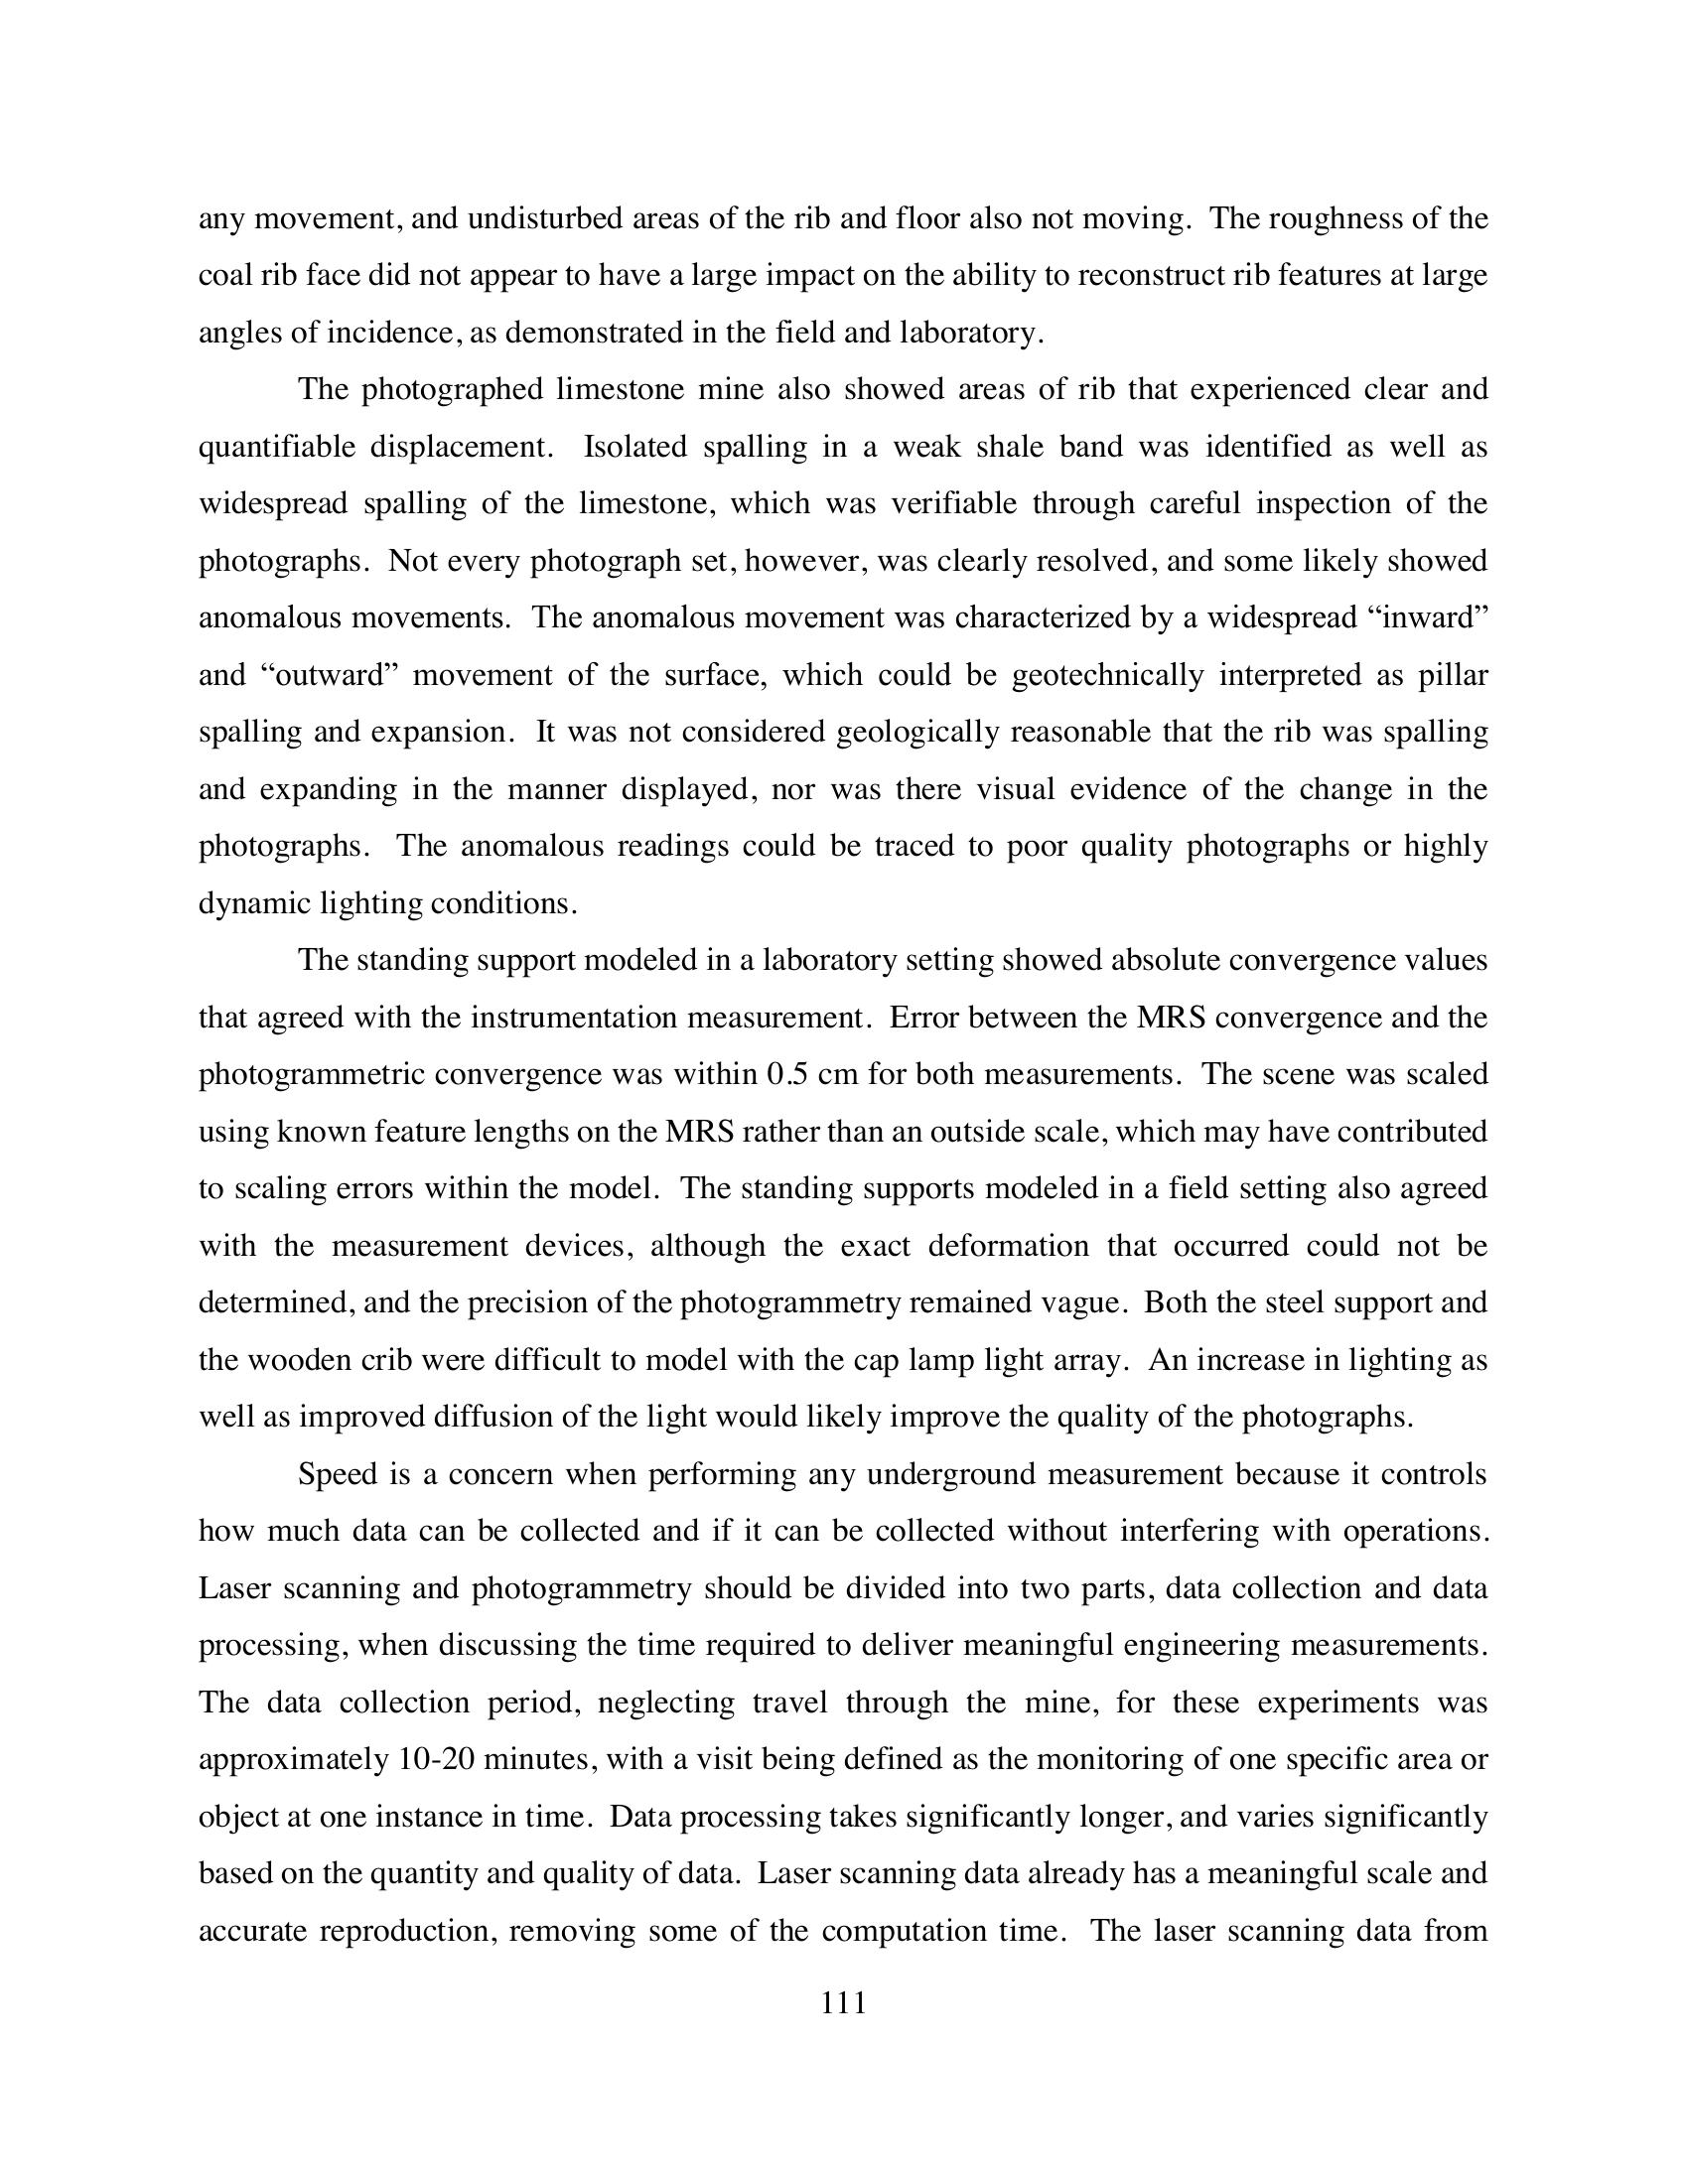 any movement, and undisturbed areas of the rib and floor also not moving.  The roughness of the
coal rib face did not appear to have a large impact on the ability to reconstruct rib features at large
angles of incidence, as demonstrated in the field and laboratory.
The photographed limestone mine also showed areas of rib that experienced clear and
quantifiable displacement.  Isolated spalling in a weak shale band was identified as well as
widespread spalling of the limestone, which was verifiable through careful inspection of the
photographs.  Not every photograph set, however, was clearly resolved, and some likely showed
anomalous movements.  The anomalous movement was characterized by a widespread “inward”
and “outward” movement of the surface, which could be geotechnically interpreted as pillar
spalling and expansion.  It was not considered geologically reasonable that the rib was spalling
and expanding in the manner displayed, nor was there visual evidence of the change in the
photographs.  The anomalous readings could be traced to poor quality photographs or highly
dynamic lighting conditions.
The standing support modeled in a laboratory setting showed absolute convergence values
that agreed with the instrumentation measurement.  Error between the MRS convergence and the
photogrammetric convergence was within 0.5 cm for both measurements.  The scene was scaled
using known feature lengths on the MRS rather than an outside scale, which may have contributed
to scaling errors within the model.  The standing supports modeled in a field setting also agreed
with the measurement devices, although the exact deformation that occurred could not be
determined, and the precision of the photogrammetry remained vague.  Both the steel support and
the wooden crib were difficult to model with the cap lamp light array.  An increase in lighting as
well as improved diffusion of the light would likely improve the quality of the photographs.
Speed is a concern when performing any underground measurement because it controls
how much data can be collected and if it can be collected without interfering with operations.
Laser scanning and photogrammetry should be divided into two parts, data collection and data
processing, when discussing the time required to deliver meaningful engineering measurements.
The data collection period, neglecting travel through the mine, for these experiments was
approximately 10-20 minutes, with a visit being defined as the monitoring of one specific area or
object at one instance in time.  Data processing takes significantly longer, and varies significantly
based on the quantity and quality of data.  Laser scanning data already has a meaningful scale and
accurate reproduction, removing some of the computation time.  The laser scanning data from
111